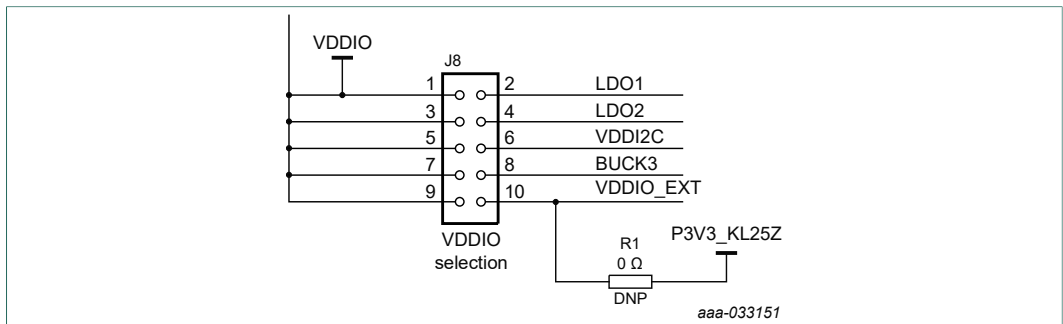 VDDIO
J8
1 2 LDO1
3 4 LDO2
5 6 VDDI2C
7 8 BUCK3
9 10 VDDIO_EXT
VDDIO
selection
R1
0 Ω
DNP
P3V3_KL25Z
aaa-033151